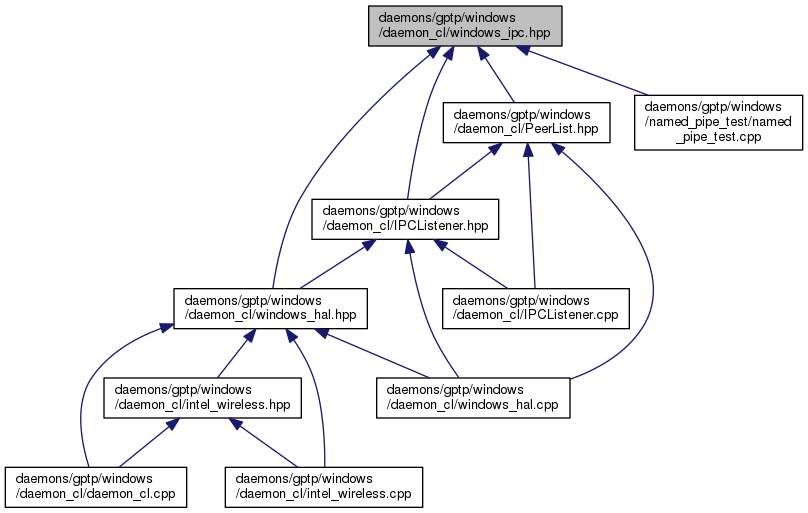 daemons/gptp/windows
/daemon_cl/windows_ipc.hpp
daemons/gptp/windows
/daemon_cl/PeerList.hpp
daemons/gptp/windows
/named_pipe_test/named
_pipe_test.cpp
daemons/gptp/windows
/daemon_cl/IPCListener.hpp
daemons/gptp/windows
/daemon_cl/windows_hal.hpp
daemons/gptp/windows
/daemon_cl/IPCListener.cpp
daemons/gptp/windows
/daemon_cl/intel_wireless.hpp
daemons/gptp/windows
/daemon_cl/windows_hal.cpp
daemons/gptp/windows
/daemon_cl/daemon_cl.cpp
daemons/gptp/windows
/daemon_cl/intel_wireless.cpp